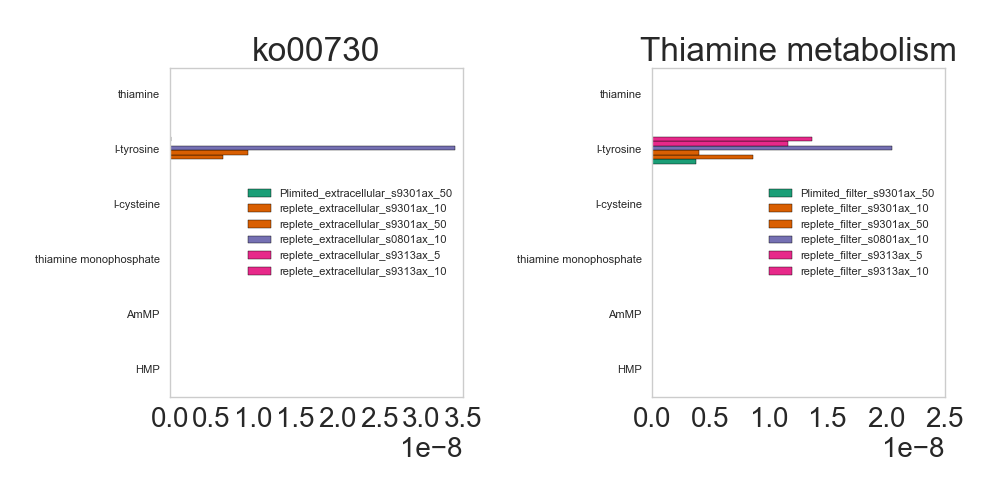 ko00730
thiamine
l-tyrosine
l-cysteine
thiamine monophosphate
AmMP
HMP
Plimited_extracellular_s9301ax_50
replete_extracellular_s9301ax_10
replete_extracellular_s9301ax_50
replete_extracellular_s0801ax_10
replete_extracellular_s9313ax_5
replete_extracellular_s9313ax_10
0.0 0.5 1.0 1.5 2.0 2.5 3.0 3.5
1e−8
Thiamine metabolism
thiamine
l-tyrosine
l-cysteine
thiamine monophosphate
AmMP
HMP
Plimited_filter_s9301ax_50
replete_filter_s9301ax_10
replete_filter_s9301ax_50
replete_filter_s0801ax_10
replete_filter_s9313ax_5
replete_filter_s9313ax_10
0.0 0.5 1.0 1.5 2.0 2.5
1e−8